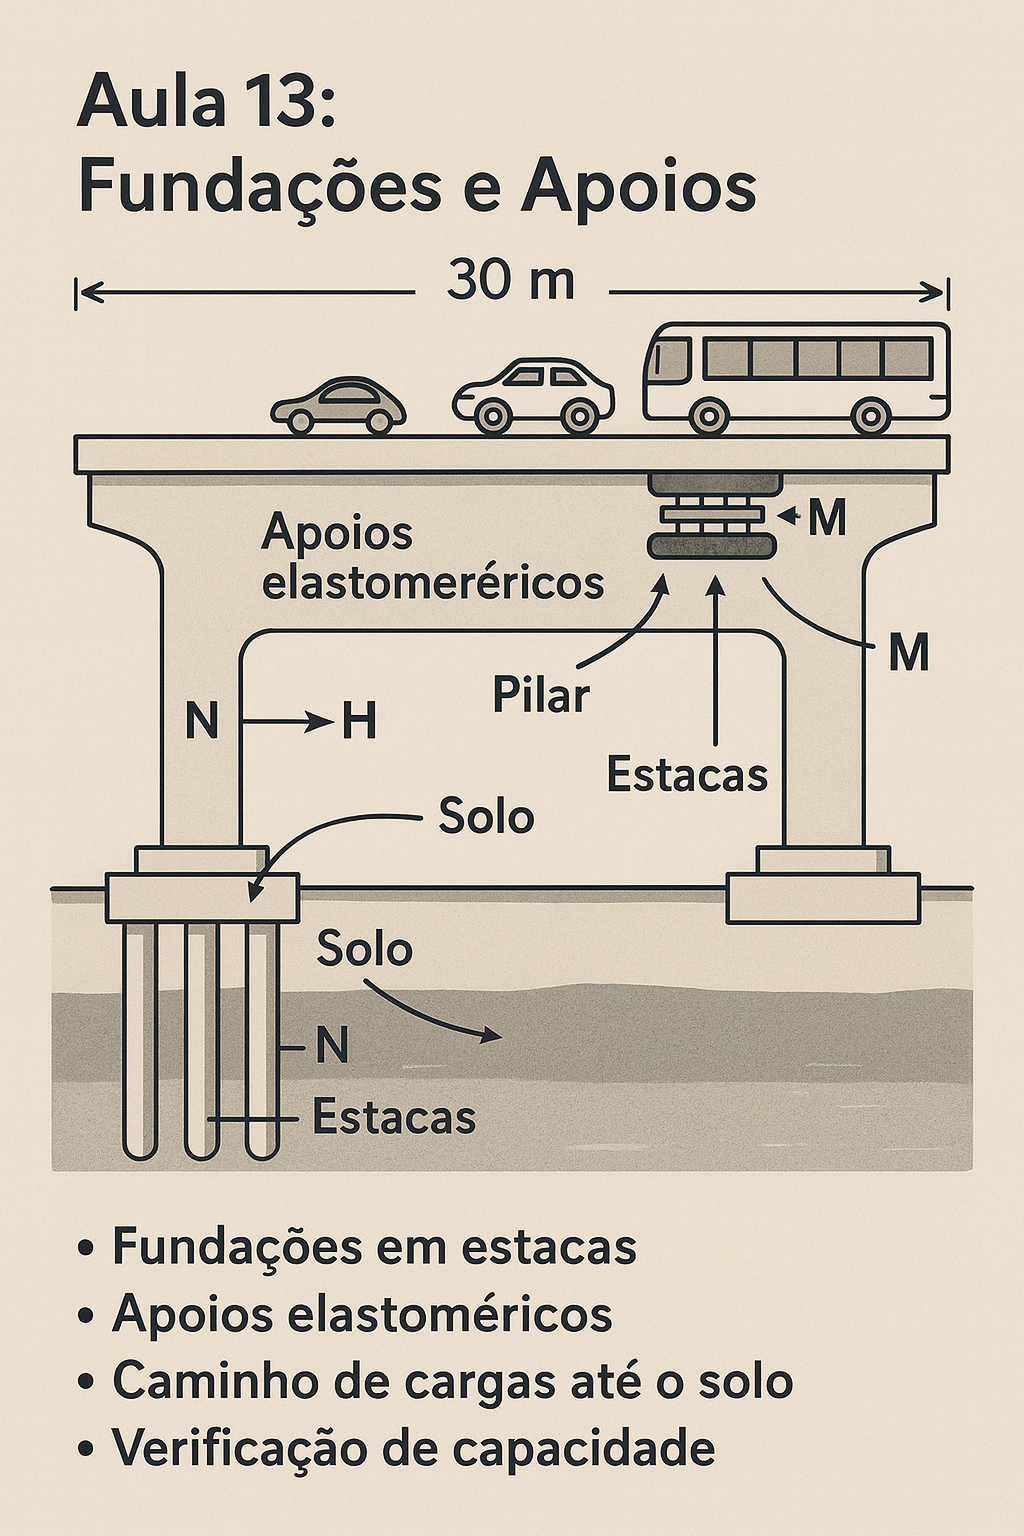 Aula 13:
Fundações e Apoios
30 m
Apoios
elastomeréricos
M
M
Pilar
N
H
Estacas
Solo
Solo
N
Estacas
• Fundações em estacas
• Apoios elastoméricos
• Caminho de cargas até o solo
• Verificação de capacidade